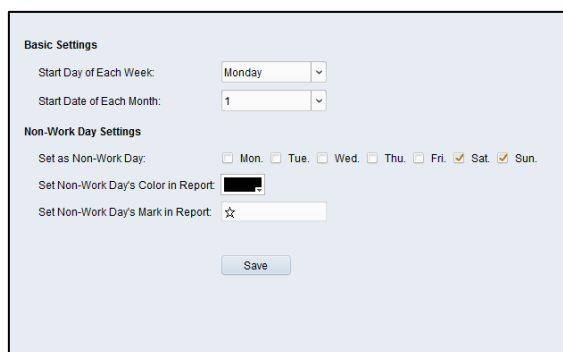 Basic Settings
Start Day of Each Week: Monday
Start Date of Each Month: 1
Non-Work Day Settings
Set as Non-Work Day: Mon. Tue. Wed. Thu. Fri. Sat. Sun.
Set Non-Work Day's Color in Report:
Set Non-Work Day's Mark in Report: ☆
Save